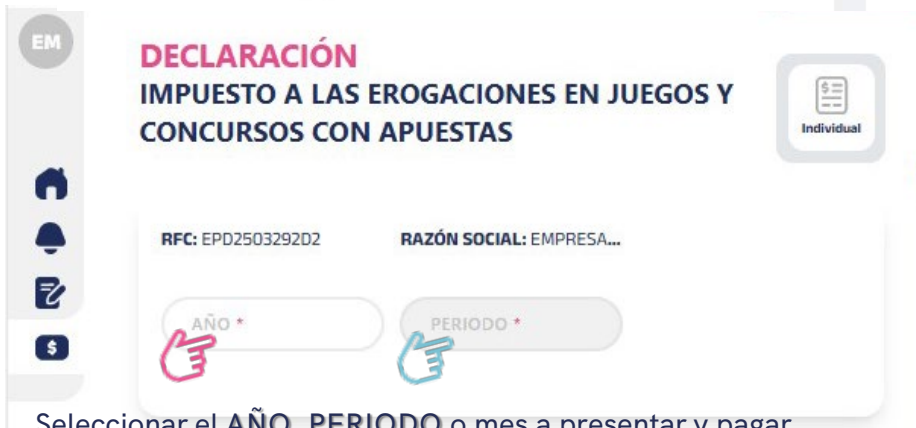 EM
DECLARACIÓN
IMPUESTO A LAS EROGACIONES EN JUEGOS Y
CONCURSOS CON APUESTAS
Individual
RFC: EPD2503292D2
RAZÓN SOCIAL: EMPRESA...
AÑO *
PERIODO *
Seleccionar el AÑO, PERIODO o mes a presentar y pagar